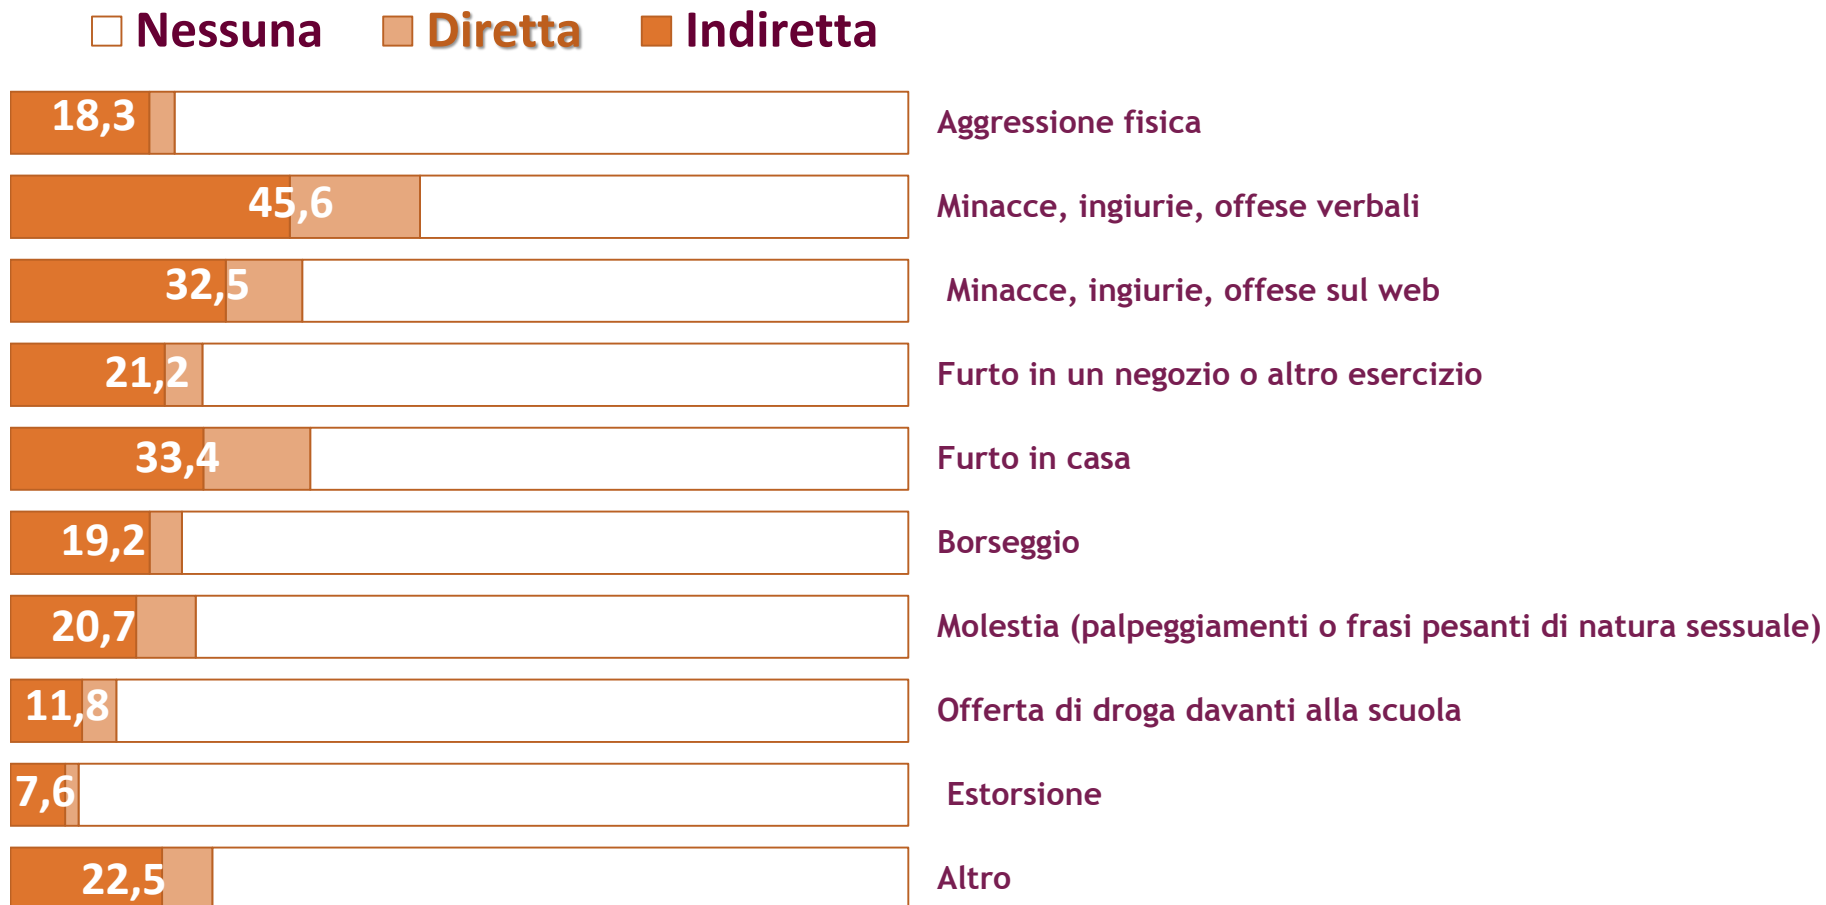 Nessuna Diretta Indiretta
18,3 Aggressione fisica
45,6 Minacce, ingiurie, offese verbali
32,5 Minacce, ingiurie, offese sul web
21,2 Furto in un negozio o altro esercizio
33,4 Furto in casa
19,2 Borseggio
20,7 Molestia (palpeggiamenti o frasi pesanti di natura sessuale)
11,8 Offerta di droga davanti alla scuola
7,6 Estorsione
22,5 Altro